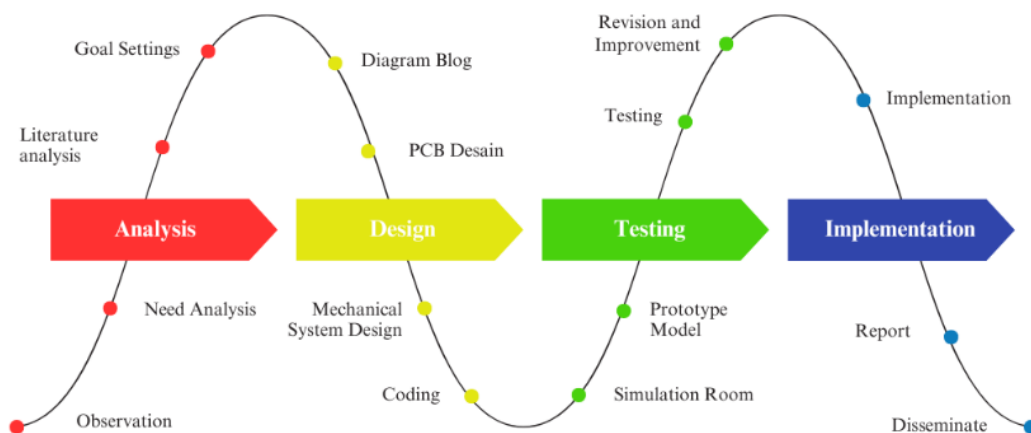 Revision and
Improvement
Goal Settings
Diagram Blog
Implementation
Testing
Literature
analysis
PCB Desain
Analysis
Design
Testing
Implementation
Need Analysis
Mechanical
System Design
Prototype
Model
Report
Coding
Simulation Room
Observation
Disseminate